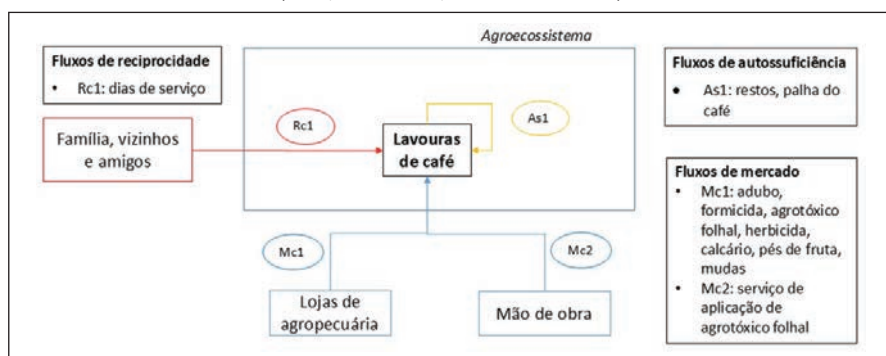 Agroecossistema
Fluxos de reciprocidade
• Rc1: dias de serviço
Família, vizinhos
e amigos
Rc1
Lavouras
de café
As1
Fluxos de autossuficiência
• As1: restos, palha do
café
Fluxos de mercado
• Mc1: adubo,
formicida, agrotóxico
folhal, herbicida,
calcário, pés de fruta,
mudas
• Mc2: serviço de
aplicação de
agrotóxico folhal
Mc1
Mc2
Lojas de
agropecuária
Mão de obra